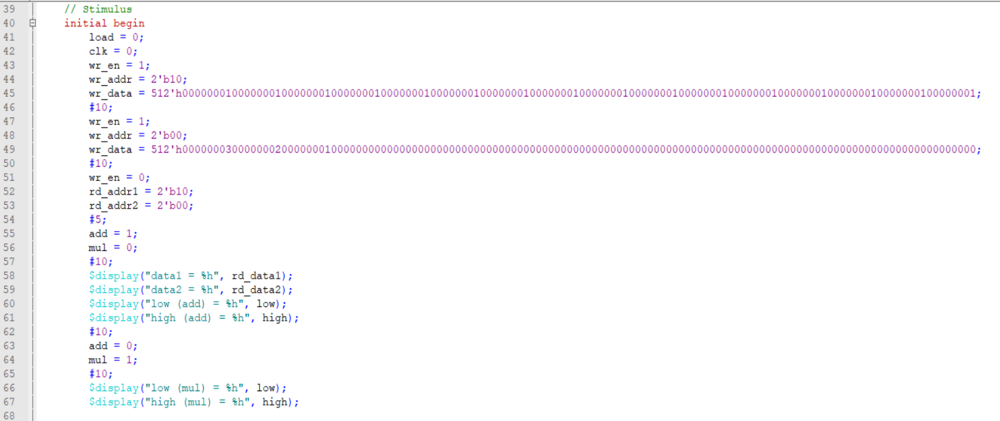 39 // Stimulus
40 initial begin
41 load = 0;
42 clk = 0;
43 wr_en = 1;
44 wr_addr = 2'b10;
45 wr_data = 512'h00000001000000010000000100000001000000010000000100000001000000010000000100000001000000010000000100000001000000010000000100000001;
46 #10;
47 wr_en = 1;
48 wr_addr = 2'b00;
49 wr_data = 512'h00000003000000020000000100000000000000000000000000000000000000000000000000000000000000000000000000000000000000000000000000000000;
50 #10;
51 wr_en = 0;
52 rd_addr1 = 2'b10;
53 rd_addr2 = 2'b00;
54 #5;
55 add = 1;
56 mul = 0;
57 #10;
58 $display("data1 = %h", rd_data1);
59 $display("data2 = %h", rd_data2);
60 $display("low (add) = %h", low);
61 $display("high (add) = %h", high);
62 #10;
63 add = 0;
64 mul = 1;
65 #10;
66 $display("low (mul) = %h", low);
67 $display("high (mul) = %h", high);
68